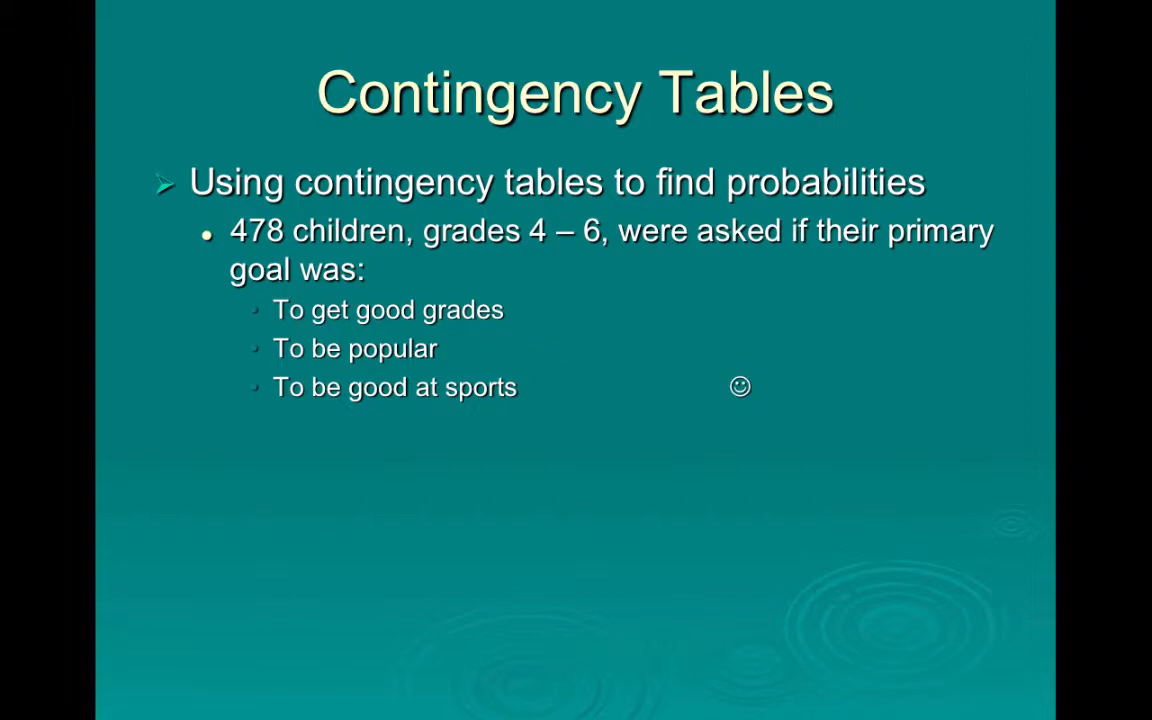 Contingency Tables
Using contingency tables to find probabilities
478 children, grades 4 – 6, were asked if their primary
goal was:
To get good grades
To be popular
To be good at sports ☺